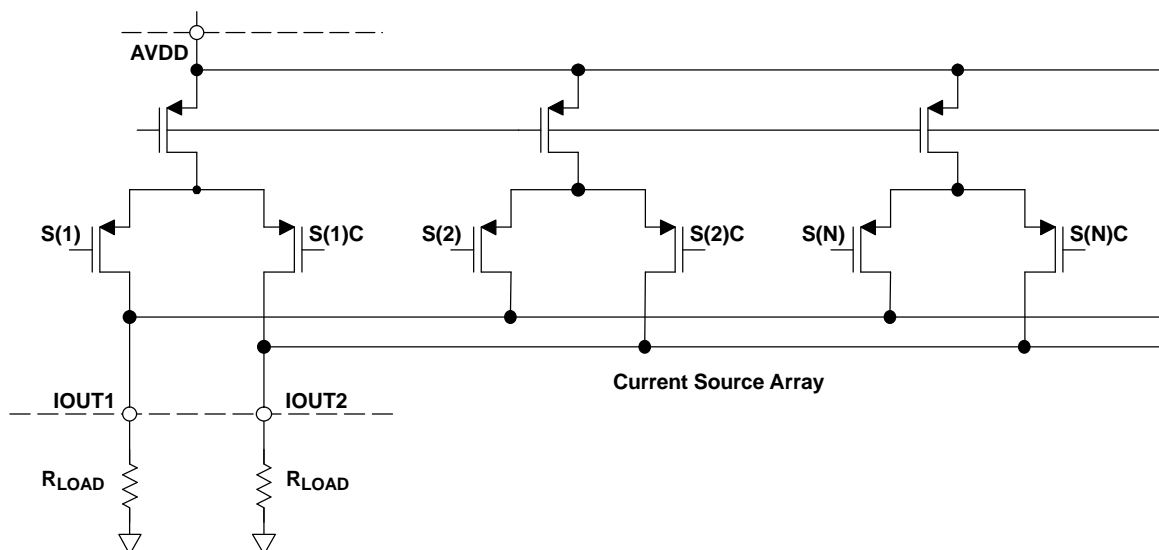 AVDD
S(1)
S(1)C
S(2)
S(2)C
S(N)
S(N)C
Current Source Array
IOUT1
IOUT2
RLOAD
RLOAD